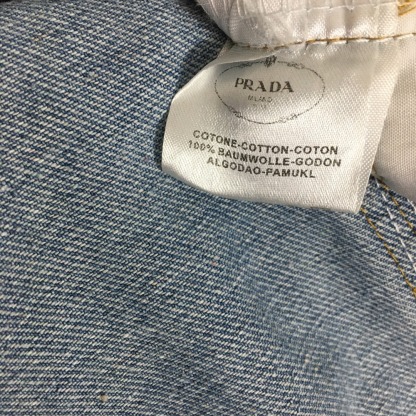 PRADA
MILANO
COTONE-COTTON-COTON
100% BAUMWOLLE-GODON
ALGODAO-PAMUKL